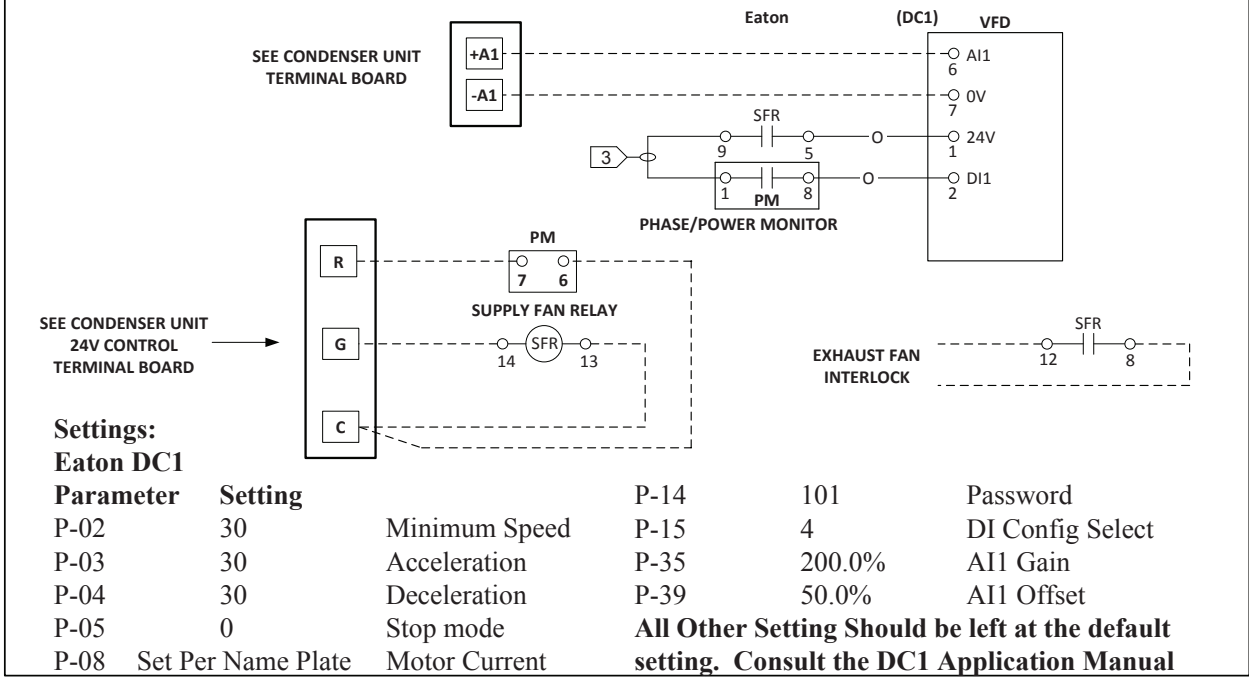 Eaton (DC1) VFD
SEE CONDENSER UNIT
TERMINAL BOARD
+A1
-A1
AI1
6
0V
7
SFR
9
5
O
24V
1
3
1
PM
8
O
DI1
2
PHASE/POWER MONITOR
R
PM
7 6
SUPPLY FAN RELAY
SEE CONDENSER UNIT
24V CONTROL
TERMINAL BOARD
G
SFR
14 13
C
EXHAUST FAN
INTERLOCK
SFR
12 8
Settings:
Eaton DC1
Parameter Setting
P-02 30 Minimum Speed
P-03 30 Acceleration
P-04 30 Deceleration
P-05 0 Stop mode
P-08 Set Per Name Plate Motor Current
P-14 101 Password
P-15 4 DI Config Select
P-35 200.0% AI1 Gain
P-39 50.0% AI1 Offset
All Other Setting Should be left at the default
setting. Consult the DC1 Application Manual